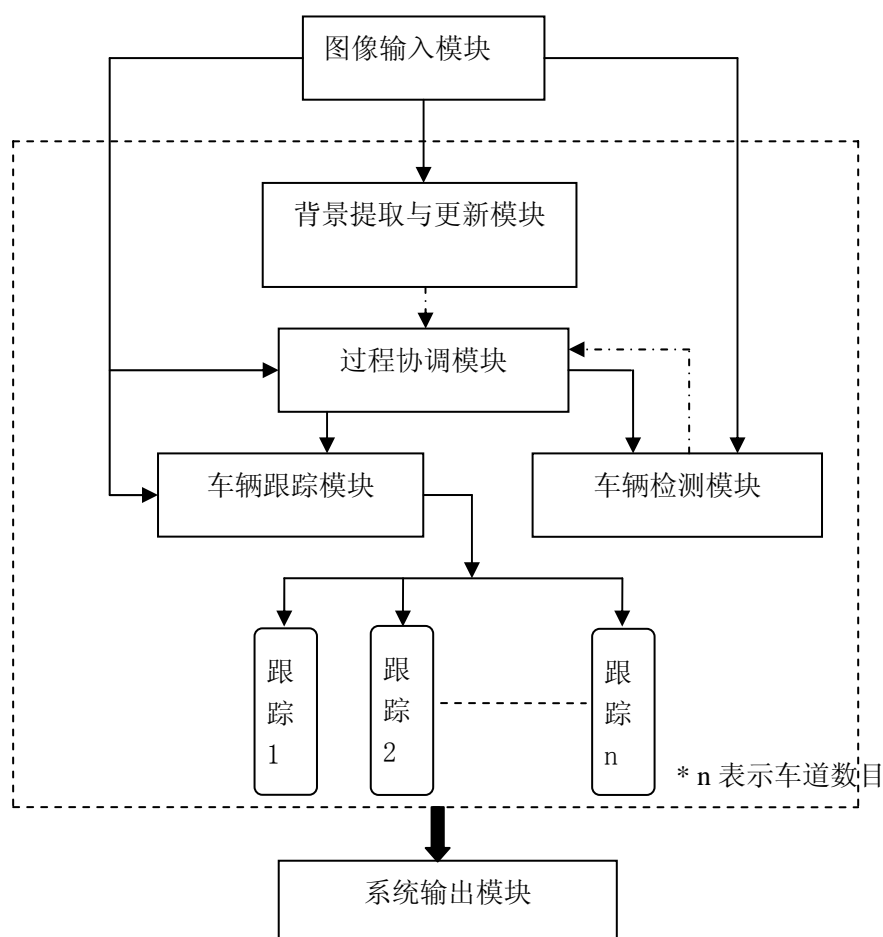 图像输入模块
背景提取与更新模块
过程协调模块
车辆跟踪模块
车辆检测模块
跟踪1
跟踪2
跟踪n
* n 表示车道数目
系统输出模块